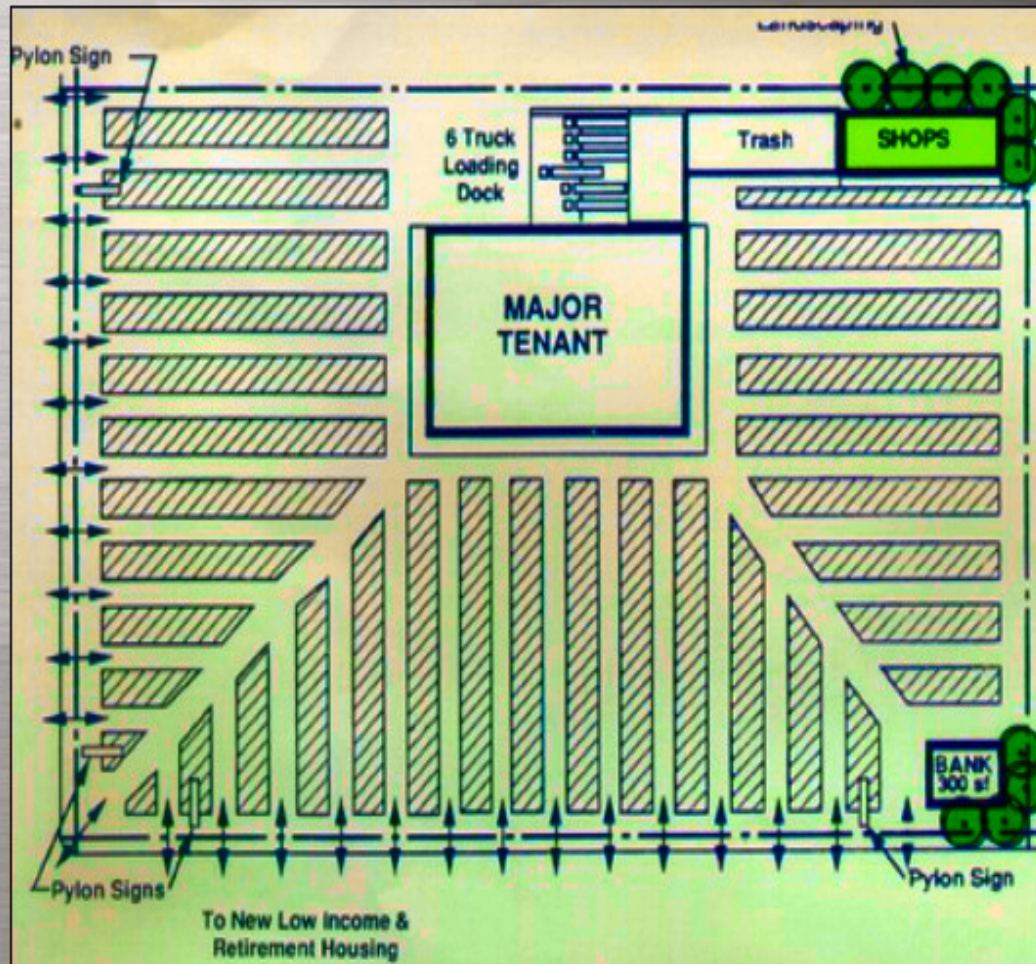 Landscaping
Pylon Sign
6 Truck
Loading
Dock
Trash
SHOPS
MAJOR
TENANT
BANK
300 sf
Pylon Signs
Pylon Sign
To New Low Income &
Retirement Housing